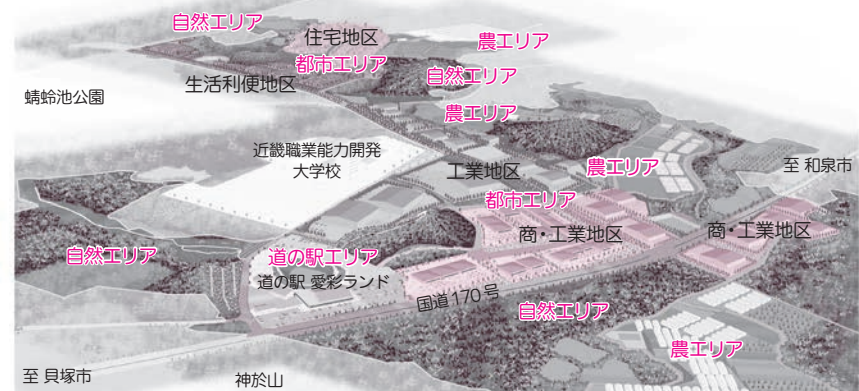 自然エリア
住宅地区
農エリア
都市エリア
自然エリア
生活利便地区
蜻蛉池公園
農エリア
近畿職業能力開発
大学校
工業地区
農エリア
至 和泉市
都市エリア
商・工業地区
商・工業地区
自然エリア
道の駅エリア
道の駅 愛彩ランド
国道170号
自然エリア
農エリア
至 貝塚市
神於山